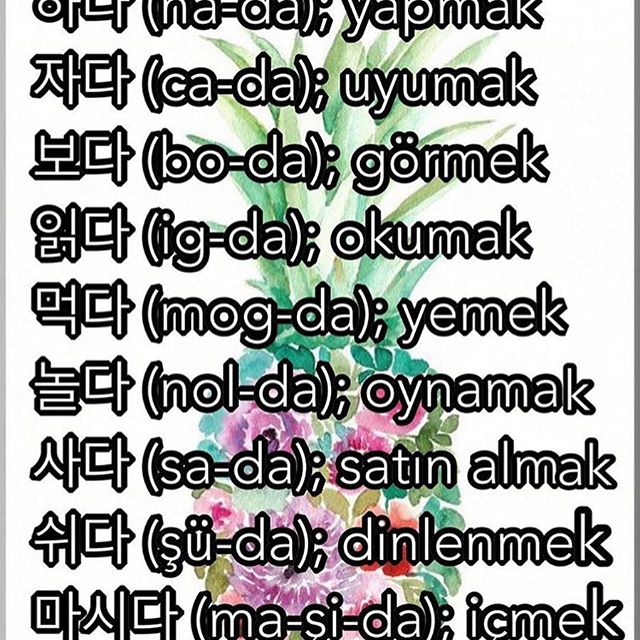 하다 (ha-da); yapmak
자다 (ca-da); uyumak
보다 (bo-da); görmek
읽다 (ig-da); okumak
먹다 (mog-da); yemek
놀다 (nol-da); oynamak
사다 (sa-da); satın almak
쉬다 (şü-da); dinlenmek
마시다 (ma-şi-da); içmek